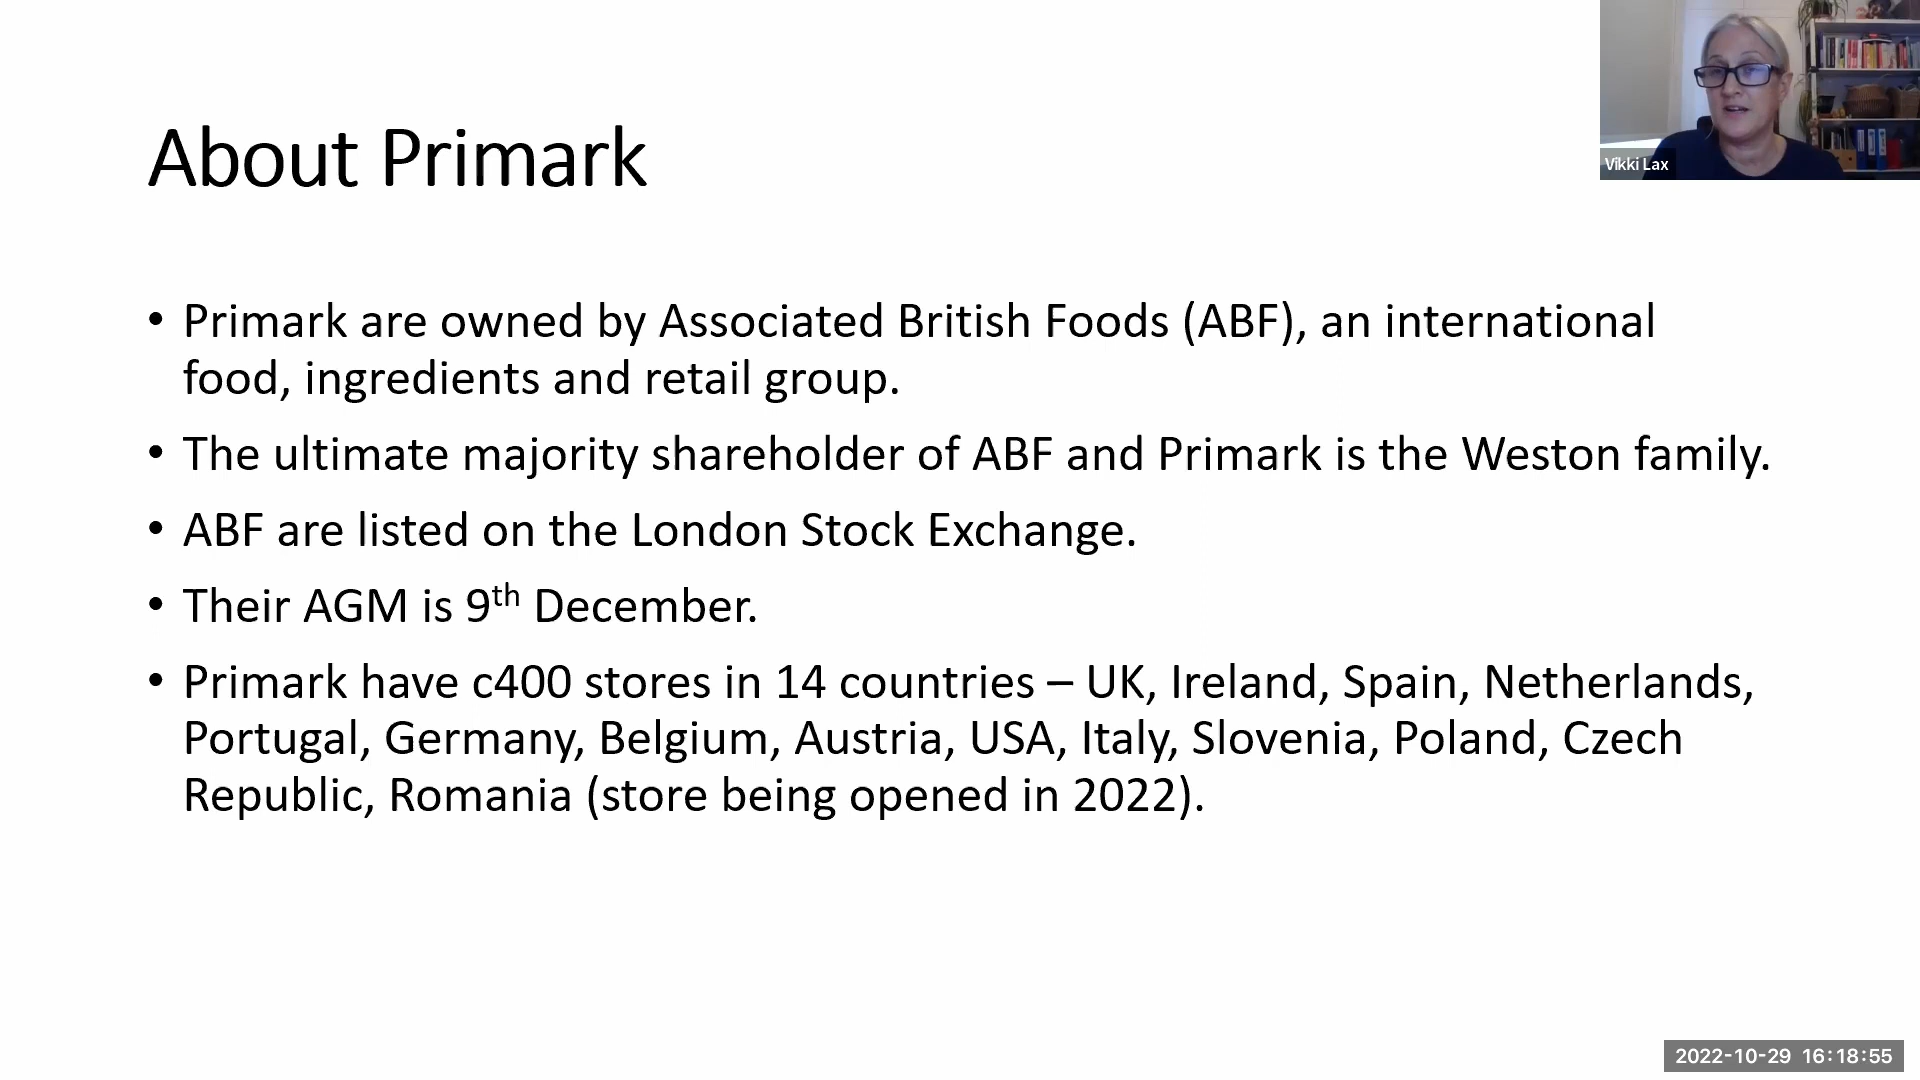 About Primark
Vikki Lax
• Primark are owned by Associated British Foods (ABF), an international
food, ingredients and retail group.
• The ultimate majority shareholder of ABF and Primark is the Weston family.
• ABF are listed on the London Stock Exchange.
• Their AGM is 9th December.
• Primark have c400 stores in 14 countries – UK, Ireland, Spain, Netherlands,
Portugal, Germany, Belgium, Austria, USA, Italy, Slovenia, Poland, Czech
Republic, Romania (store being opened in 2022).
2022-10-29 16:18:55